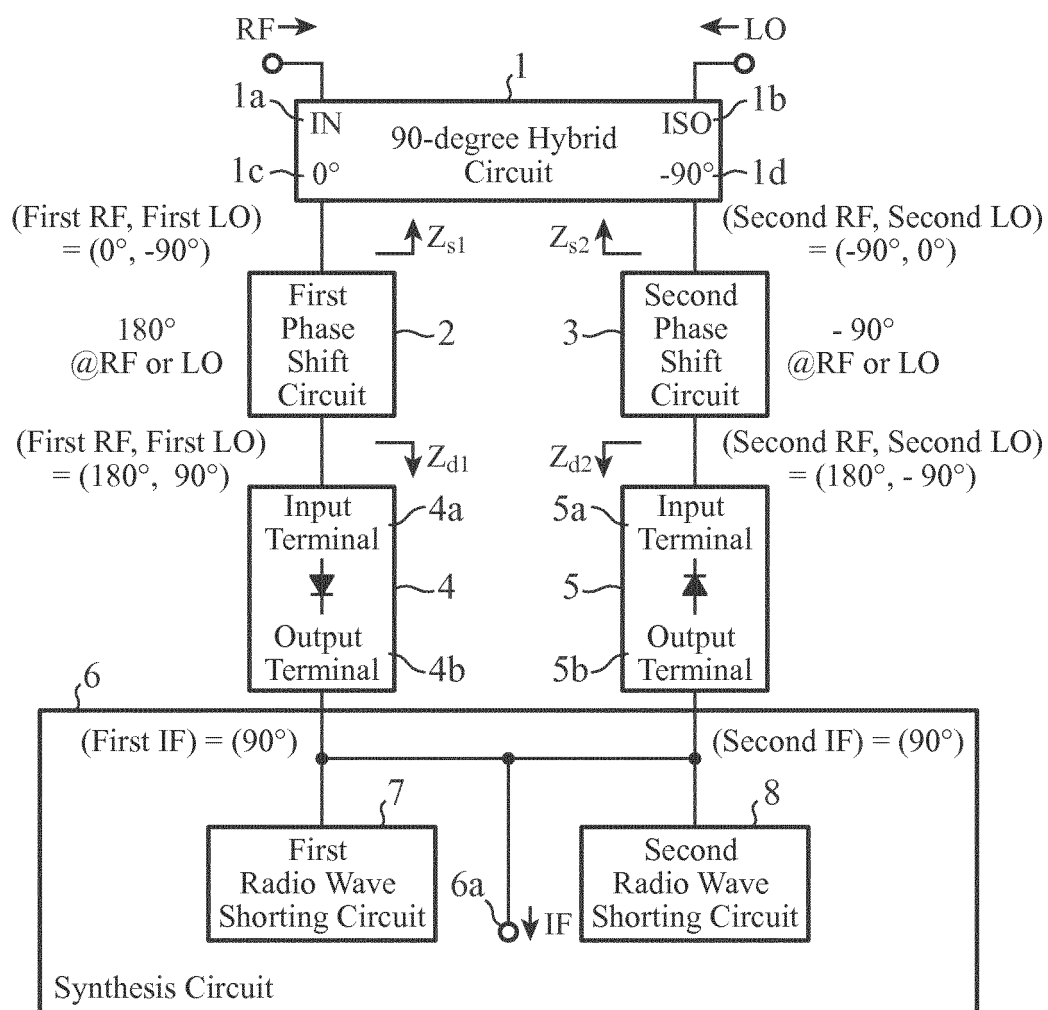 RF
LO
1
1a
1b
IN
ISO
90-degree Hybrid
Circuit
1c
0°
-90°
1d
(First RF, First LO)
= (0°, -90°)
Zs1
Zs2
(Second RF, Second LO)
= (-90°, 0°)
180°
@RF or LO
First
Phase
Shift
Circuit
2
3
Second
Phase
Shift
Circuit
- 90°
@RF or LO
(First RF, First LO)
= (180°, 90°)
Zd1
Zd2
(Second RF, Second LO)
= (180°, - 90°)
Input
Terminal
4a
5a
Input
Terminal
4
5
Output
Terminal
4b
5b
Output
Terminal
6
(First IF) = (90°)
(Second IF) = (90°)
7
8
First
Radio Wave
Shorting Circuit
6a
IF
Second
Radio Wave
Shorting Circuit
Synthesis Circuit